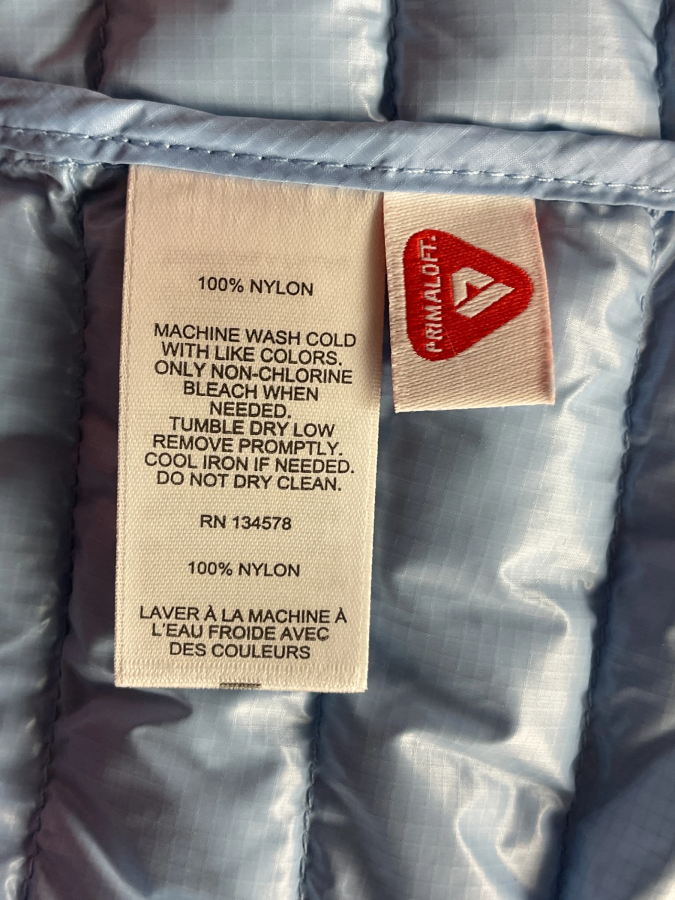 100% NYLON
MACHINE WASH COLD
WITH LIKE COLORS.
ONLY NON-CHLORINE
BLEACH WHEN
NEEDED.
TUMBLE DRY LOW
REMOVE PROMPTLY.
COOL IRON IF NEEDED.
DO NOT DRY CLEAN.
RN 134578
100% NYLON
LAVER À LA MACHINE À
L'EAU FROIDE AVEC
DES COULEURS
PRIMALOFT.